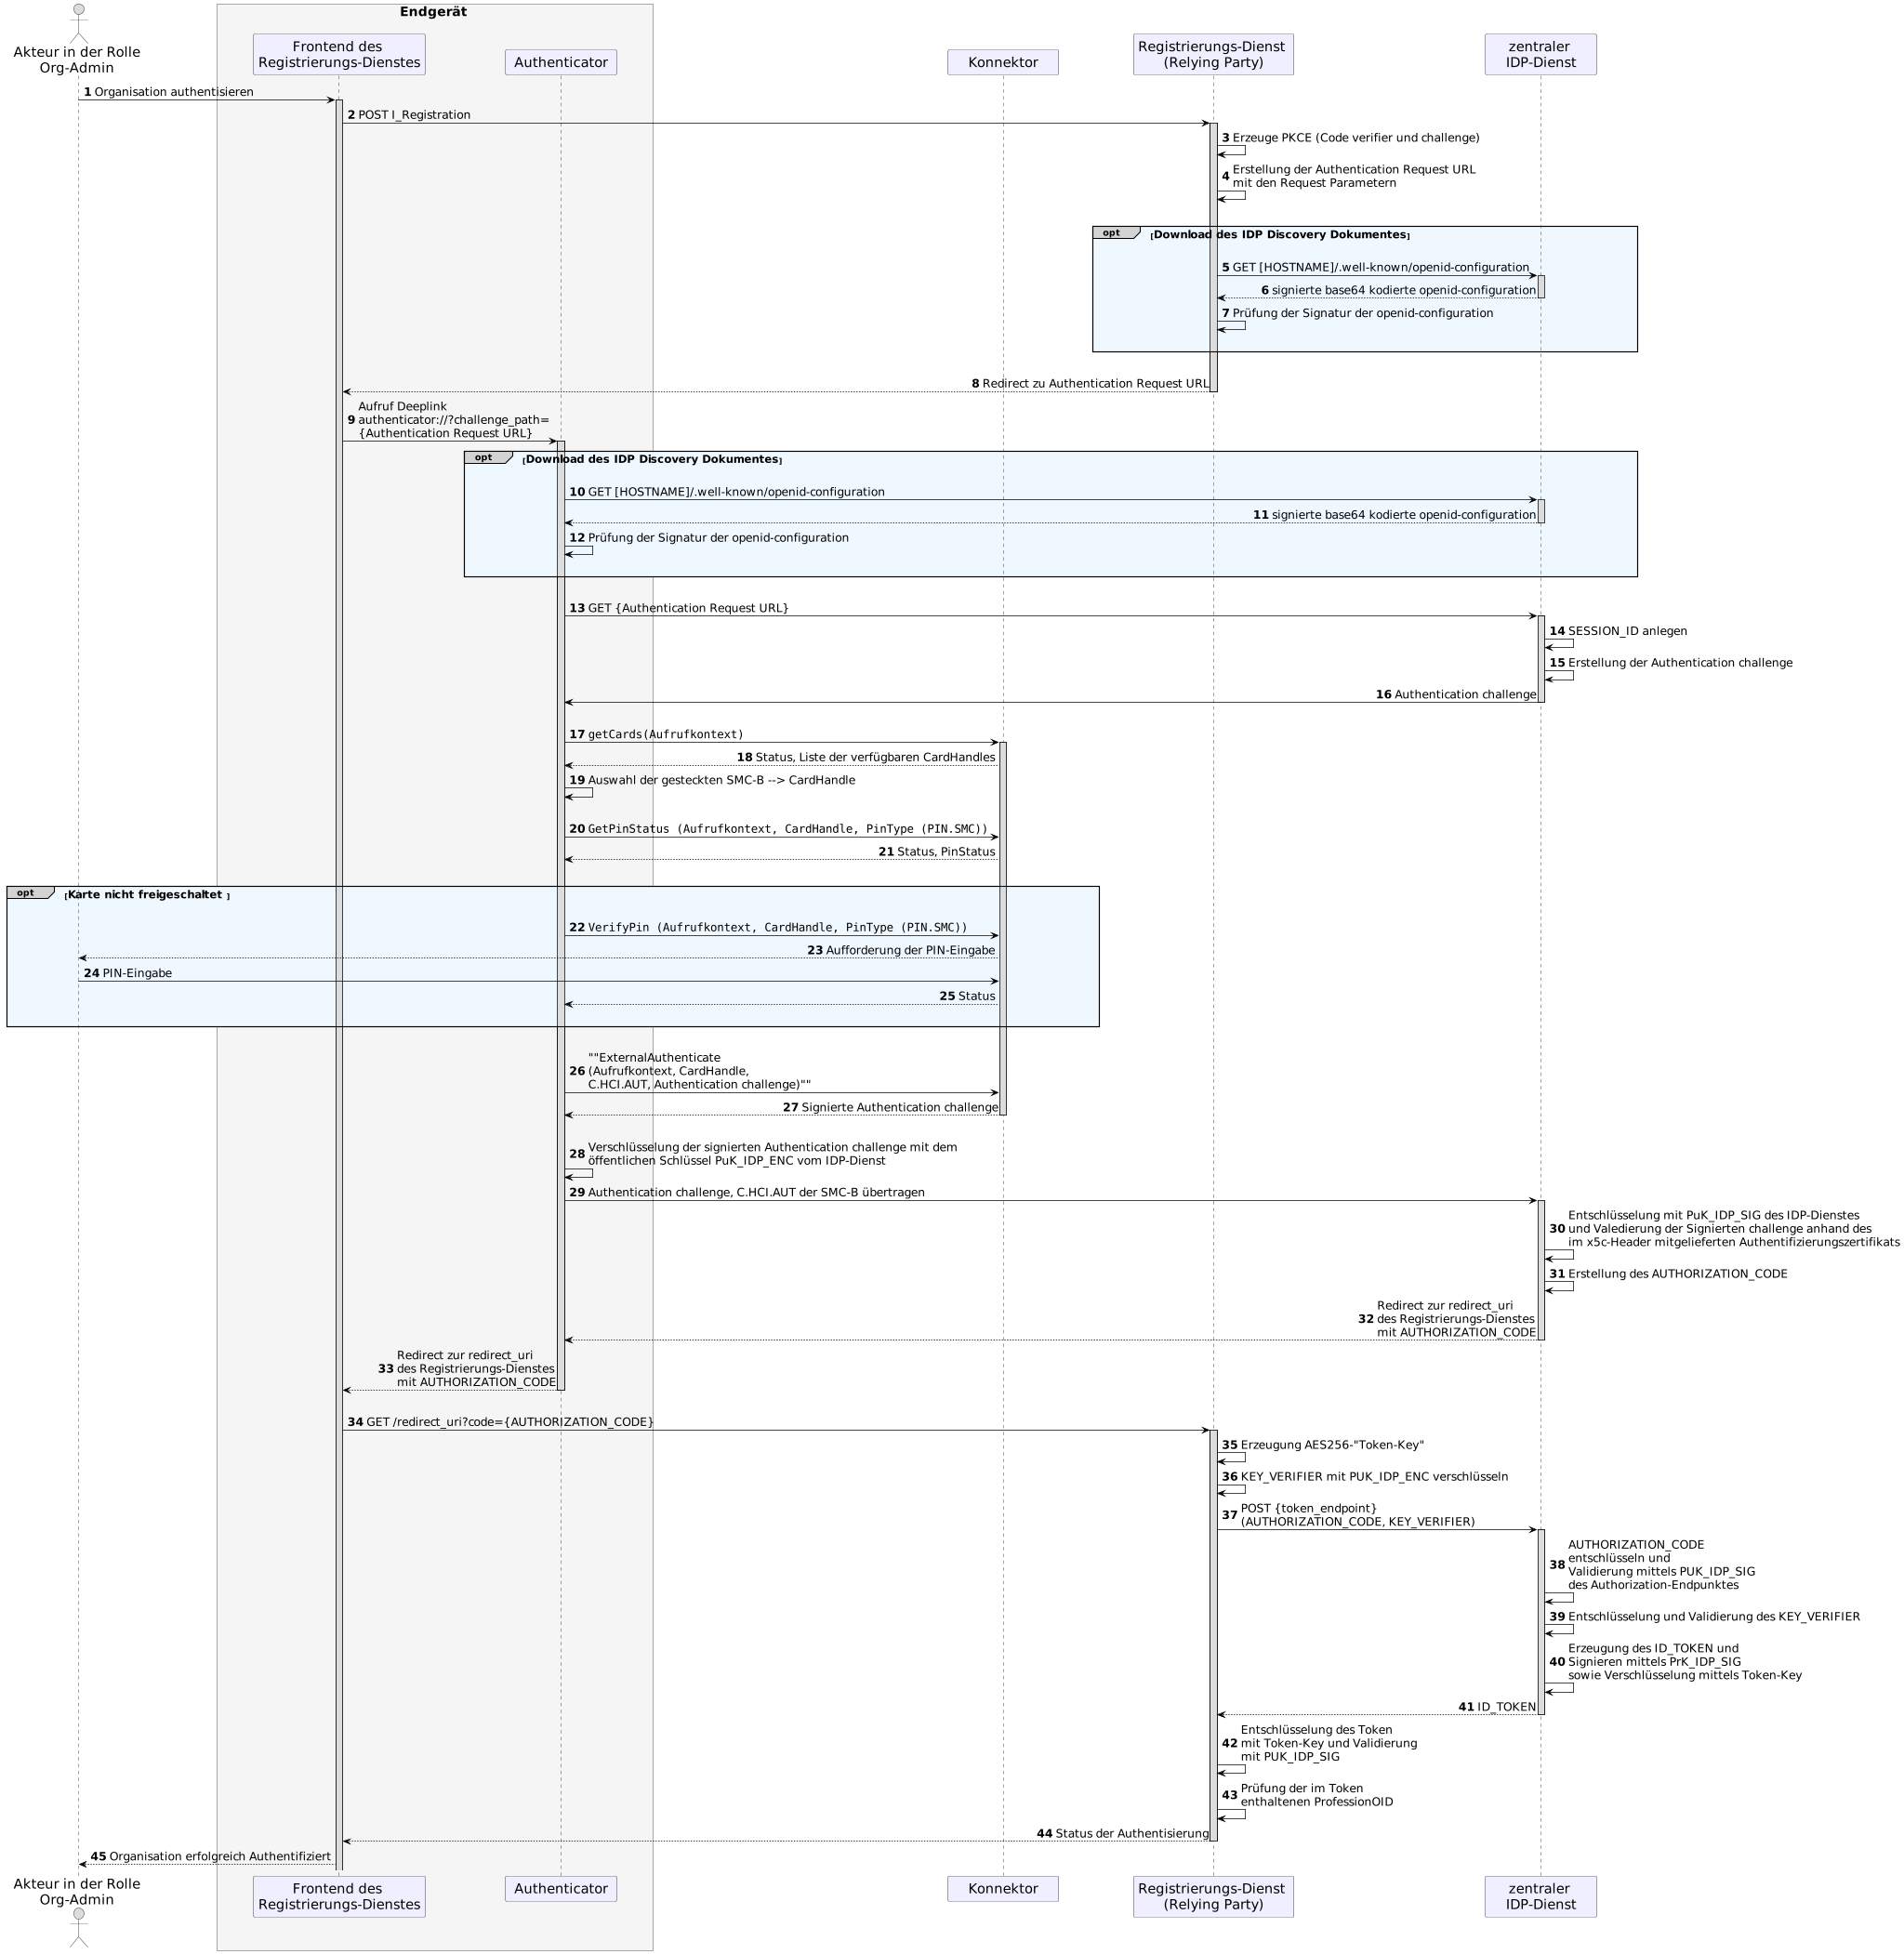 Endgerät
Akteur in der Rolle
Org-Admin
Frontend des
Registrierungs-Dienstes
Authenticator
Konnektor
Registrierungs-Dienst
(Relying Party)
zentraler
IDP-Dienst
1 Organisation authentisieren
2 POST I_Registration
3 Erzeuge PKCE (Code verifier und challenge)
4 Erstellung der Authentication Request URL
mit den Request Parametern
opt [Download des IDP Discovery Dokumentes]
5 GET [HOSTNAME]/.well-known/openid-configuration
6 signierte base64 kodierte openid-configuration
7 Prüfung der Signatur der openid-configuration
8 Redirect zu Authentication Request URL
Aufruf Deeplink
9 authenticator://?challenge_path=
{Authentication Request URL}
opt [Download des IDP Discovery Dokumentes]
10 GET [HOSTNAME]/.well-known/openid-configuration
11 signierte base64 kodierte openid-configuration
12 Prüfung der Signatur der openid-configuration
13 GET {Authentication Request URL}
14 SESSION_ID anlegen
15 Erstellung der Authentication challenge
16 Authentication challenge
17 getCards(Aufrufkontext)
18 Status, Liste der verfügbaren CardHandles
19 Auswahl der gesteckten SMC-B --> CardHandle
20 GetPinStatus (Aufrufkontext, CardHandle, PinType (PIN.SMC))
21 Status, PinStatus
opt [Karte nicht freigeschaltet ]
22 VerifyPin (Aufrufkontext, CardHandle, PinType (PIN.SMC))
23 Aufforderung der PIN-Eingabe
24 PIN-Eingabe
25 Status
""ExternalAuthenticate
26 (Aufrufkontext, CardHandle,
C.HCI.AUT, Authentication challenge)""
27 Signierte Authentication challenge
28 Verschlüsselung der signierten Authentication challenge mit dem
öffentlichen Schlüssel PuK_IDP_ENC vom IDP-Dienst
29 Authentication challenge, C.HCI.AUT der SMC-B übertragen
Entschlüsselung mit PuK_IDP_SIG des IDP-Dienstes
30 und Valedierung der Signierten challenge anhand des
im x5c-Header mitgelieferten Authentifizierungszertifikats
31 Erstellung des AUTHORIZATION_CODE
Redirect zur redirect_uri
32 des Registrierungs-Dienstes
mit AUTHORIZATION_CODE
Redirect zur redirect_uri
33 des Registrierungs-Dienstes
mit AUTHORIZATION_CODE
34 GET /redirect_uri?code={AUTHORIZATION_CODE}
35 Erzeugung AES256-"Token-Key"
36 KEY_VERIFIER mit PUK_IDP_ENC verschlüsseln
37 POST {token_endpoint}
(AUTHORIZATION_CODE, KEY_VERIFIER)
AUTHORIZATION_CODE
38 entschlüsseln und
Validierung mittels PUK_IDP_SIG
des Authorization-Endpunktes
39 Entschlüsselung und Validierung des KEY_VERIFIER
Erzeugung des ID_TOKEN und
40 Signieren mittels PrK_IDP_SIG
sowie Verschlüsselung mittels Token-Key
41 ID_TOKEN
Entschlüsselung des Token
42 mit Token-Key und Validierung
mit PUK_IDP_SIG
43 Prüfung der im Token
enthaltenen ProfessionOID
44 Status der Authentisierung
45 Organisation erfolgreich Authentifiziert
Akteur in der Rolle
Org-Admin
Frontend des
Registrierungs-Dienstes
Authenticator
Konnektor
Registrierungs-Dienst
(Relying Party)
zentraler
IDP-Dienst